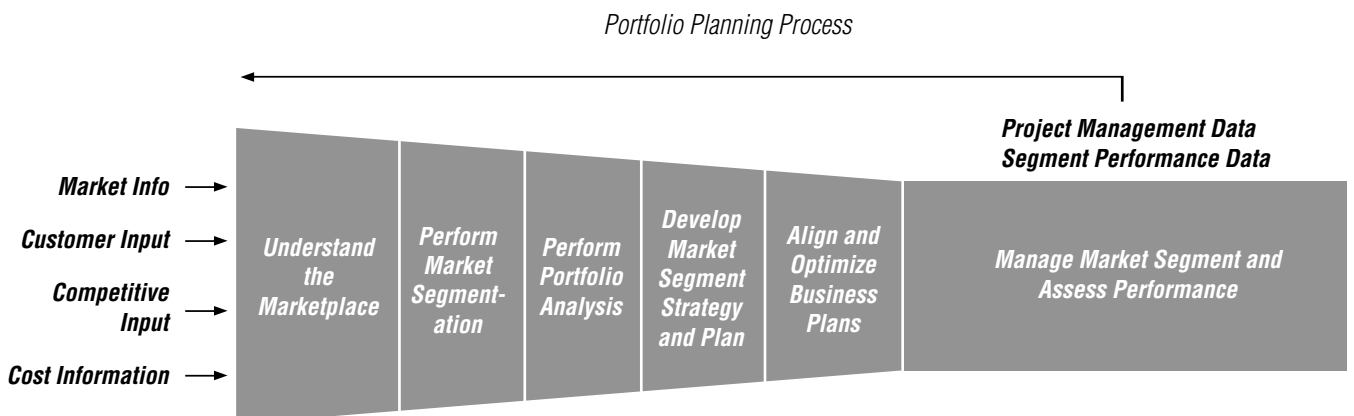 Portfolio Planning Process
Project Management Data
Segment Performance Data
Market Info
Customer Input
Competitive
Input
Cost Information
Understand
the
Marketplace
Perform
Market
Segment-
ation
Perform
Portfolio
Analysis
Develop
Market
Segment
Strategy
and Plan
Align and
Optimize
Business
Plans
Manage Market Segment and
Assess Performance